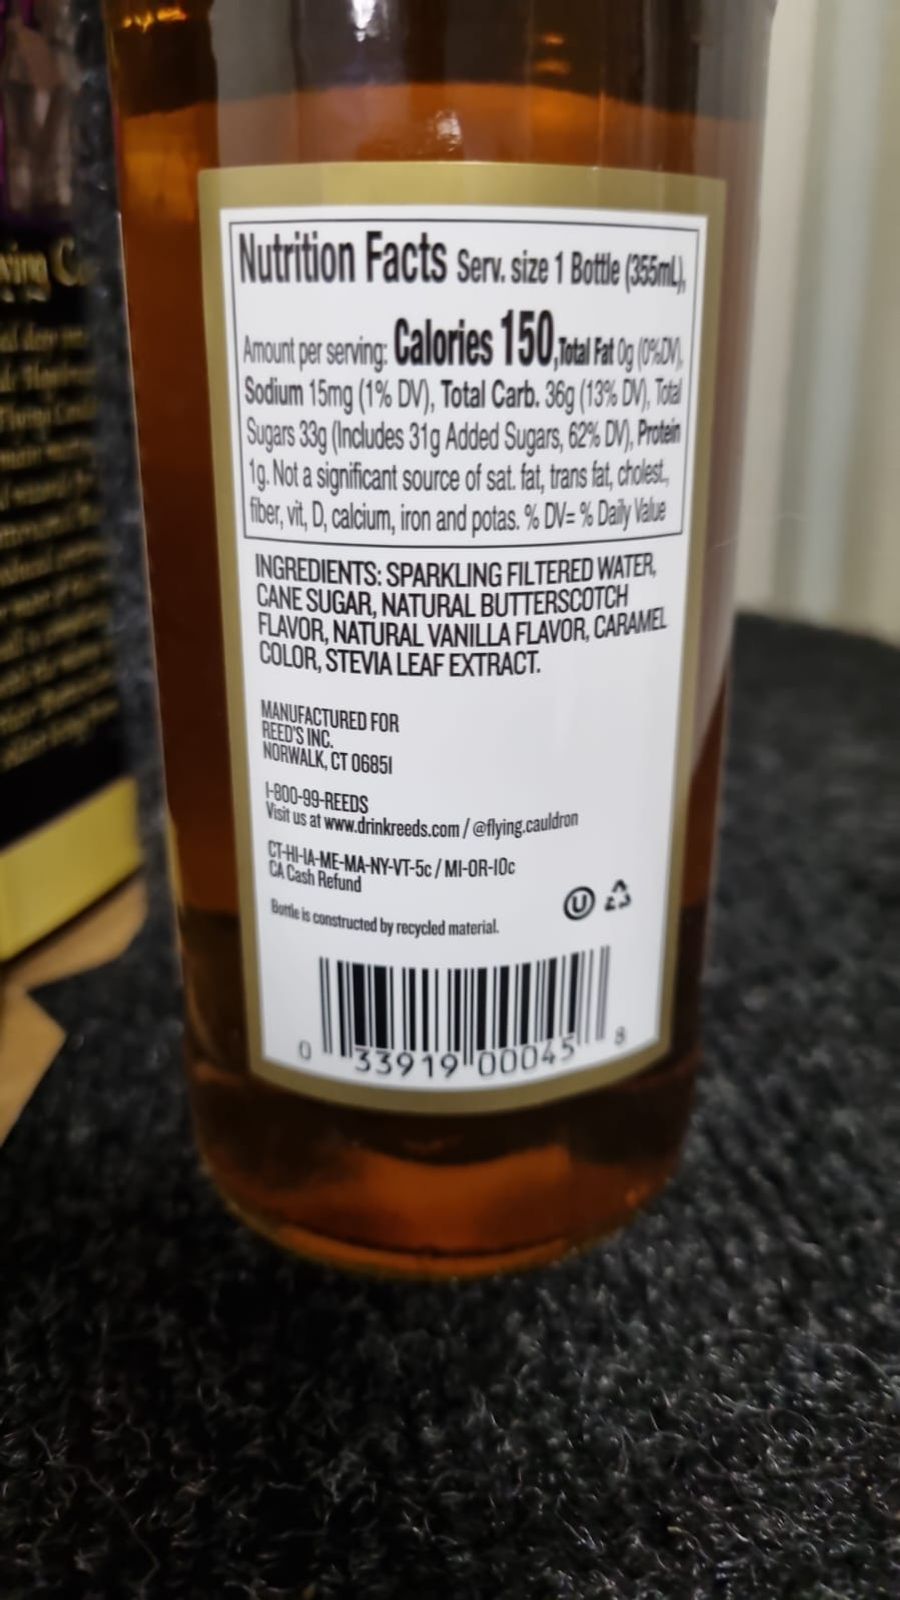 Nutrition Facts Serv. size 1 Bottle (355mL),
Amount per serving: Calories 150, Total Fat 0g (0%DV),
Sodium 15mg (1% DV), Total Carb. 36g (13% DV), Total
Sugars 33g (Includes 31g Added Sugars, 62% DV), Protein
1g. Not a significant source of sat. fat, trans fat, cholest.,
fiber, vit, D, calcium, iron and potas. % DV= % Daily Value
INGREDIENTS: SPARKLING FILTERED WATER,
CANE SUGAR, NATURAL BUTTERSCOTCH
FLAVOR, NATURAL VANILLA FLAVOR, CARAMEL
COLOR, STEVIA LEAF EXTRACT.
MANUFACTURED FOR
REED'S INC.
NORWALK, CT 06851
1-800-99-REEDS
Visit us at www.drinkreeds.com / @flying.cauldron
CT-HI-IA-ME-MA-NY-VT-5c / MI-OR-10c
CA Cash Refund
Bottle is constructed by recycled material.
U
0 33919 00045 8